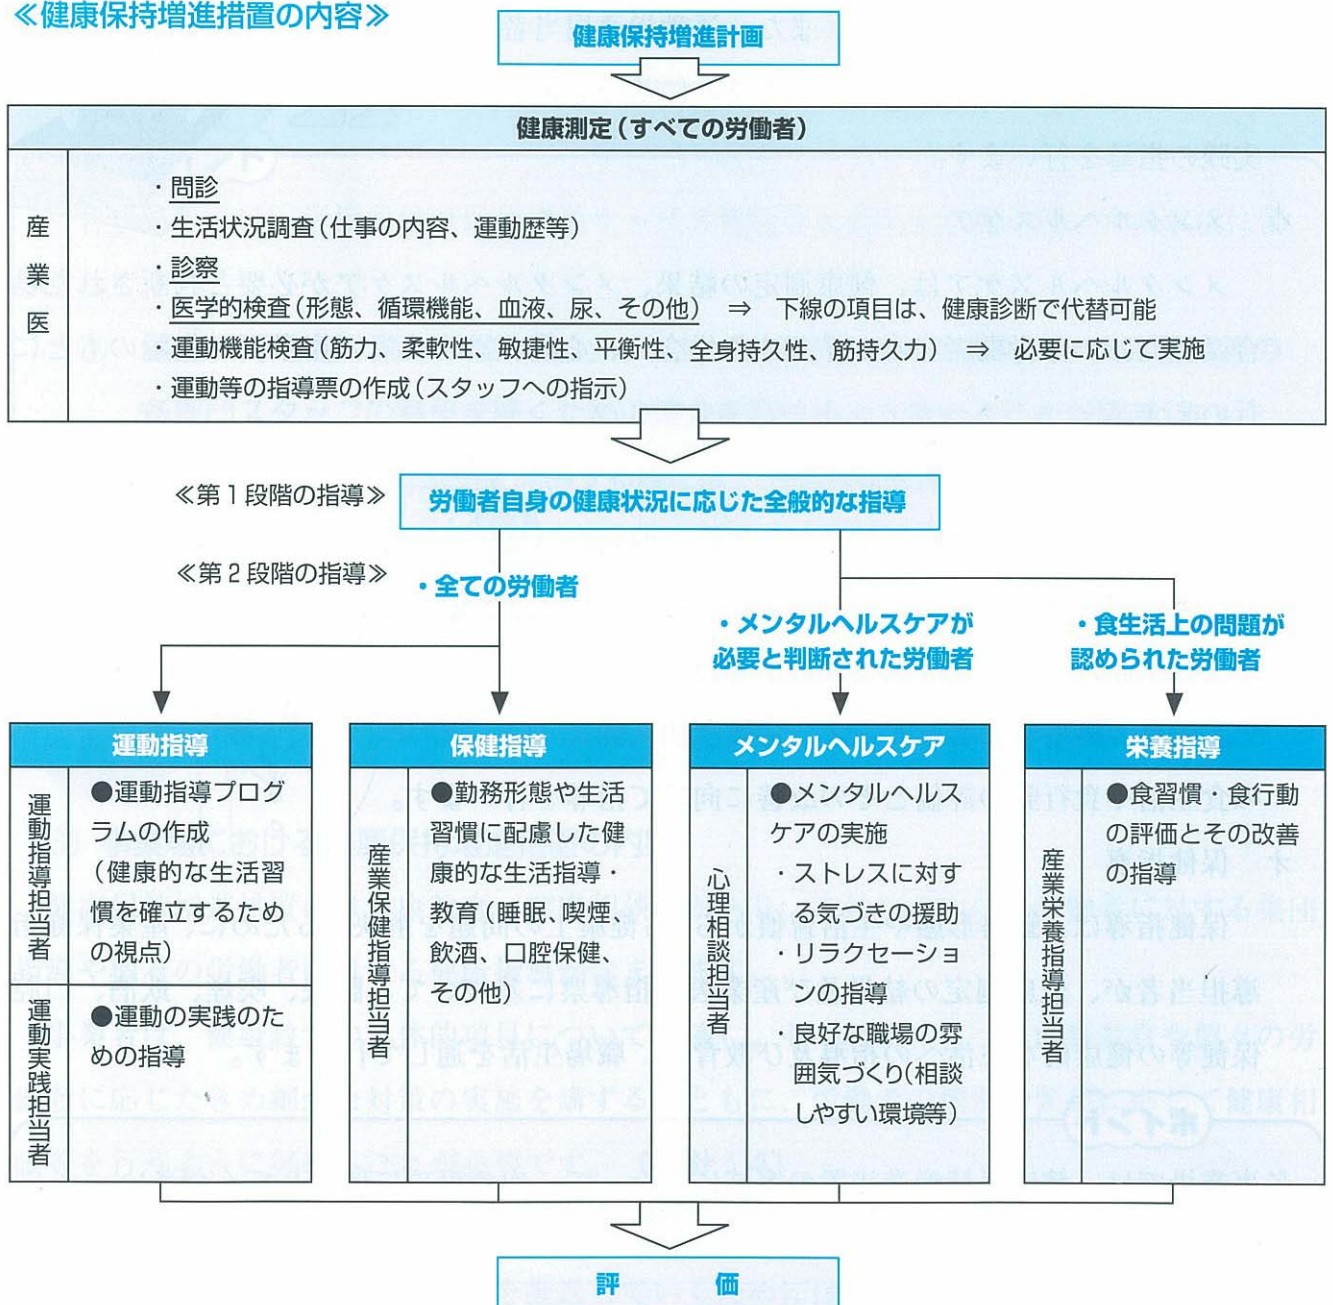 ≪健康保持増進措置の内容≫
健康保持増進計画
健康測定(すべての労働者)
産業医
・問診
・生活状況調査(仕事の内容、運動歴等)
・診察
・医学的検査(形態、循環機能、血液、尿、その他) ⇒ 下線の項目は、健康診断で代替可能
・運動機能検査(筋力、柔軟性、敏捷性、平衡性、全身持久性、筋持久力) ⇒ 必要に応じて実施
・運動等の指導票の作成(スタッフへの指示)
≪第1段階の指導≫
労働者自身の健康状況に応じた全般的な指導
≪第2段階の指導≫
・全ての労働者
・メンタルヘルスケアが
必要と判断された労働者
・食生活上の問題が
認められた労働者
運動指導
運動指導担当者
●運動指導プログ
ラムの作成
(健康的な生活習
慣を確立するため
の視点)
運動実践担当者
●運動の実践のた
めの指導
保健指導
産業保健指導担当者
●勤務形態や生活
習慣に配慮した健
康的な生活指導・
教育(睡眠、喫煙、
飲酒、口腔保健、
その他)
メンタルヘルスケア
心理相談担当者
●メンタルヘルス
ケアの実施
・ストレスに対す
る気づきの援助
・リラクセーショ
ンの指導
・良好な職場の雰
囲気づくり(相談
しやすい環境等)
栄養指導
産業栄養指導担当者
●食習慣・食行動
の評価とその改善
の指導
評 価